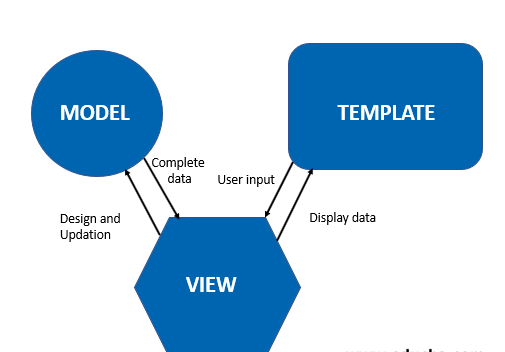 MODEL
TEMPLATE
Complete
data
User input
Design and
Updation
Display data
VIEW